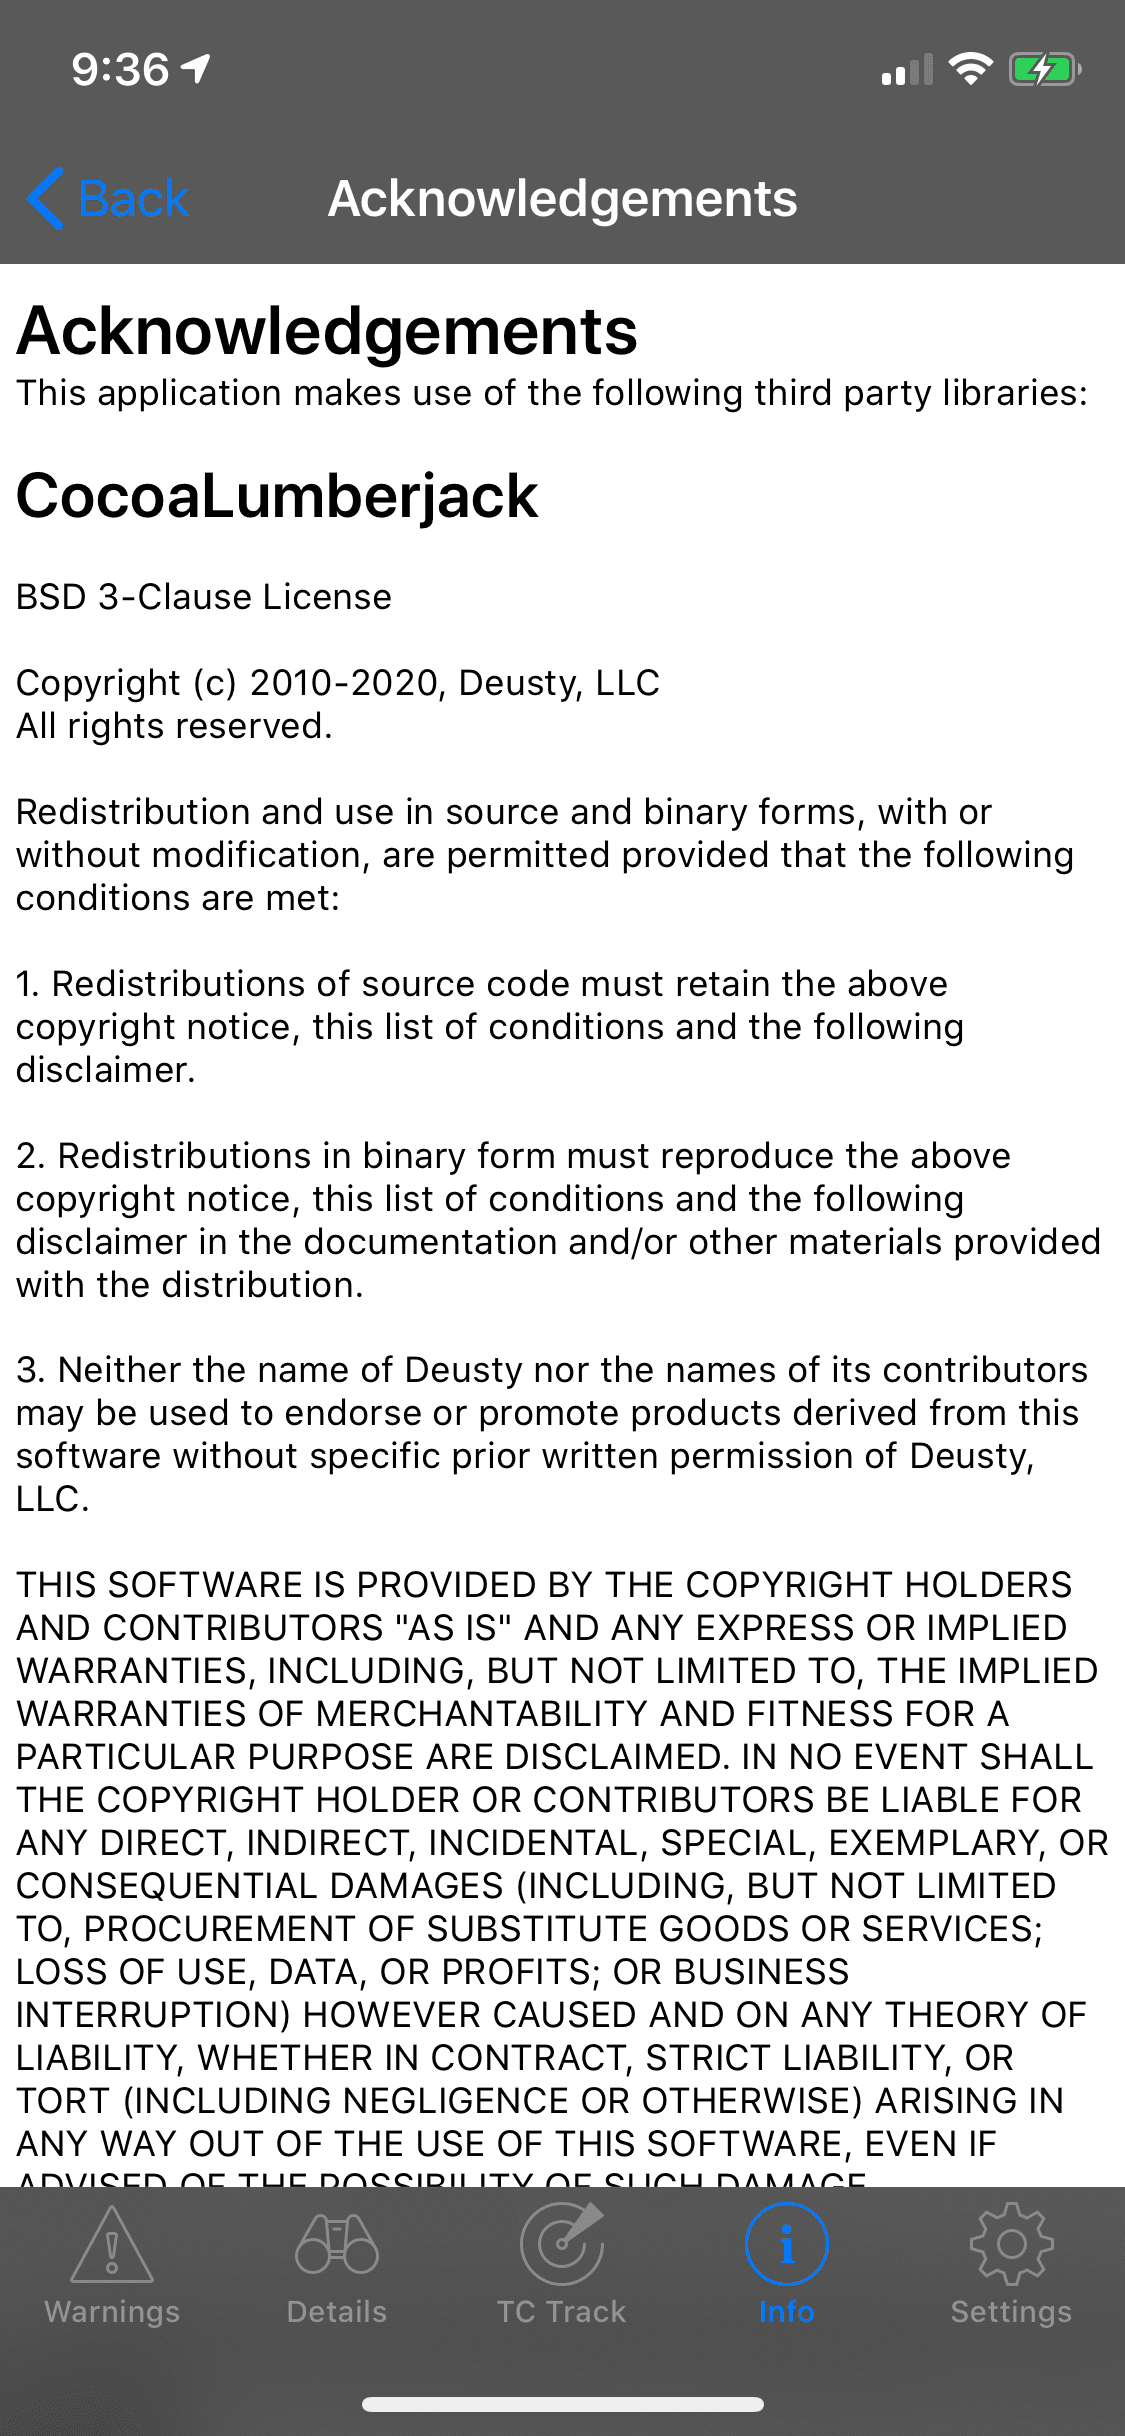 9:36
Back
Acknowledgements
Acknowledgements
This application makes use of the following third party libraries:
CocoaLumberjack
BSD 3-Clause License
Copyright (c) 2010-2020, Deusty, LLC
All rights reserved.
Redistribution and use in source and binary forms, with or
without modification, are permitted provided that the following
conditions are met:
1. Redistributions of source code must retain the above
copyright notice, this list of conditions and the following
disclaimer.
2. Redistributions in binary form must reproduce the above
copyright notice, this list of conditions and the following
disclaimer in the documentation and/or other materials provided
with the distribution.
3. Neither the name of Deusty nor the names of its contributors
may be used to endorse or promote products derived from this
software without specific prior written permission of Deusty,
LLC.
THIS SOFTWARE IS PROVIDED BY THE COPYRIGHT HOLDERS
AND CONTRIBUTORS "AS IS" AND ANY EXPRESS OR IMPLIED
WARRANTIES, INCLUDING, BUT NOT LIMITED TO, THE IMPLIED
WARRANTIES OF MERCHANTABILITY AND FITNESS FOR A
PARTICULAR PURPOSE ARE DISCLAIMED. IN NO EVENT SHALL
THE COPYRIGHT HOLDER OR CONTRIBUTORS BE LIABLE FOR
ANY DIRECT, INDIRECT, INCIDENTAL, SPECIAL, EXEMPLARY, OR
CONSEQUENTIAL DAMAGES (INCLUDING, BUT NOT LIMITED
TO, PROCUREMENT OF SUBSTITUTE GOODS OR SERVICES;
LOSS OF USE, DATA, OR PROFITS; OR BUSINESS
INTERRUPTION) HOWEVER CAUSED AND ON ANY THEORY OF
LIABILITY, WHETHER IN CONTRACT, STRICT LIABILITY, OR
TORT (INCLUDING NEGLIGENCE OR OTHERWISE) ARISING IN
ANY WAY OUT OF THE USE OF THIS SOFTWARE, EVEN IF
ADVISED OF THE POSSIBILITY OF SUCH DAMAGE
Warnings
Details
TC Track
Info
Settings